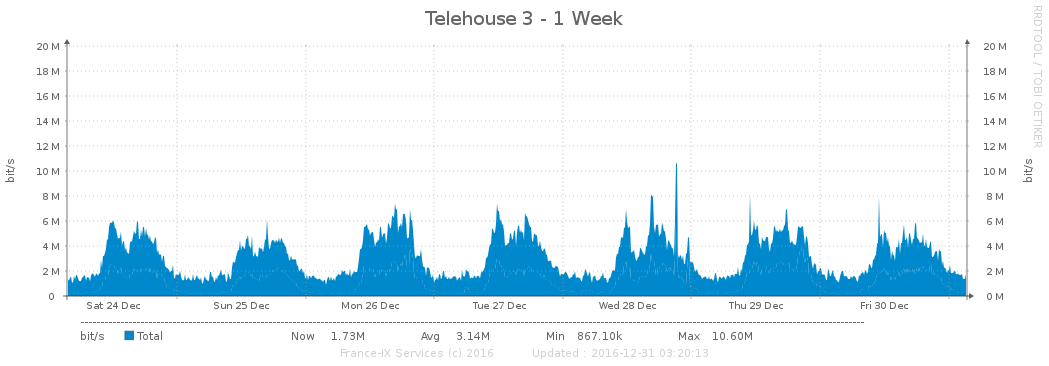 Telehouse 3 - 1 Week
RRDTOOL / TOBI OETIKER
bit/s
bit/s
20 M 20 M
18 M 18 M
16 M 16 M
14 M 14 M
12 M 12 M
10 M 10 M
8 M 8 M
6 M 6 M
4 M 4 M
2 M 2 M
0 0 M
Sat 24 Dec Sun 25 Dec Mon 26 Dec Tue 27 Dec Wed 28 Dec Thu 29 Dec Fri 30 Dec
bit/s Total Now 1.73M Avg 3.14M Min 867.10k Max 10.60M
France-IX Services (c) 2016 Updated : 2016-12-31 03:20:13